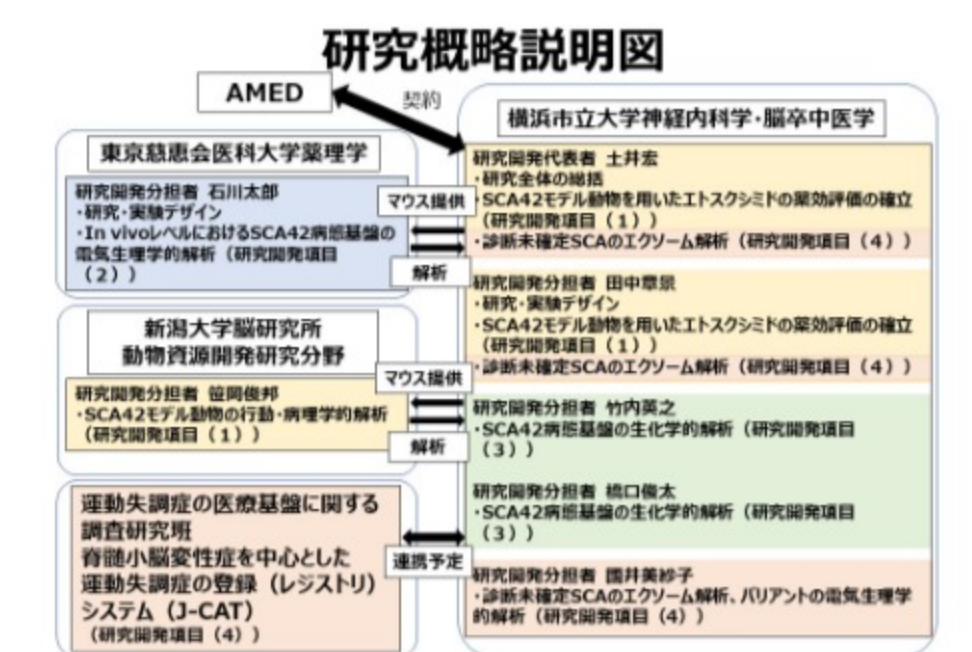 研究概略説明図
AMED
契約
東京慈恵会医科大学薬理学
研究開発分担者 石川太郎
・研究・実験デザイン
・In vivoレベルにおけるSCA42病態基盤の
電気生理学的解析（研究開発項目
（２））
マウス提供
解析
新潟大学脳研究所
動物資源開発研究分野
研究開発分担者 笹岡俊邦
・SCA42モデル動物の行動・病理学的解析
（研究開発項目（１））
マウス提供
解析
運動失調症の医療基盤に関する
調査研究班
脊髄小脳変性症を中心とした
運動失調症の登録（レジストリ）
システム（J-CAT）
（研究開発項目（４））
連携予定
横浜市立大学神経内科学・脳卒中医学
研究開発代表者 土井宏
・研究全体の総括
・SCA42モデル動物を用いたエトスクシミドの薬効評価の確立
（研究開発項目（１））
・診断未確定SCAのエクソーム解析（研究開発項目（４））
研究開発分担者 田中章景
・研究・実験デザイン
・SCA42モデル動物を用いたエトスクシミドの薬効評価の確立
（研究開発項目（１））
・診断未確定SCAのエクソーム解析（研究開発項目（４））
研究開発分担者 竹内英之
・SCA42病態基盤の生化学的解析（研究開発項目
（３））
研究開発分担者 橋口俊太
・SCA42病態基盤の生化学的解析（研究開発項目
（３））
研究開発分担者 國井美紗子
・診断未確定SCAのエクソーム解析、バリアントの電気生理学
的解析（研究開発項目（４））